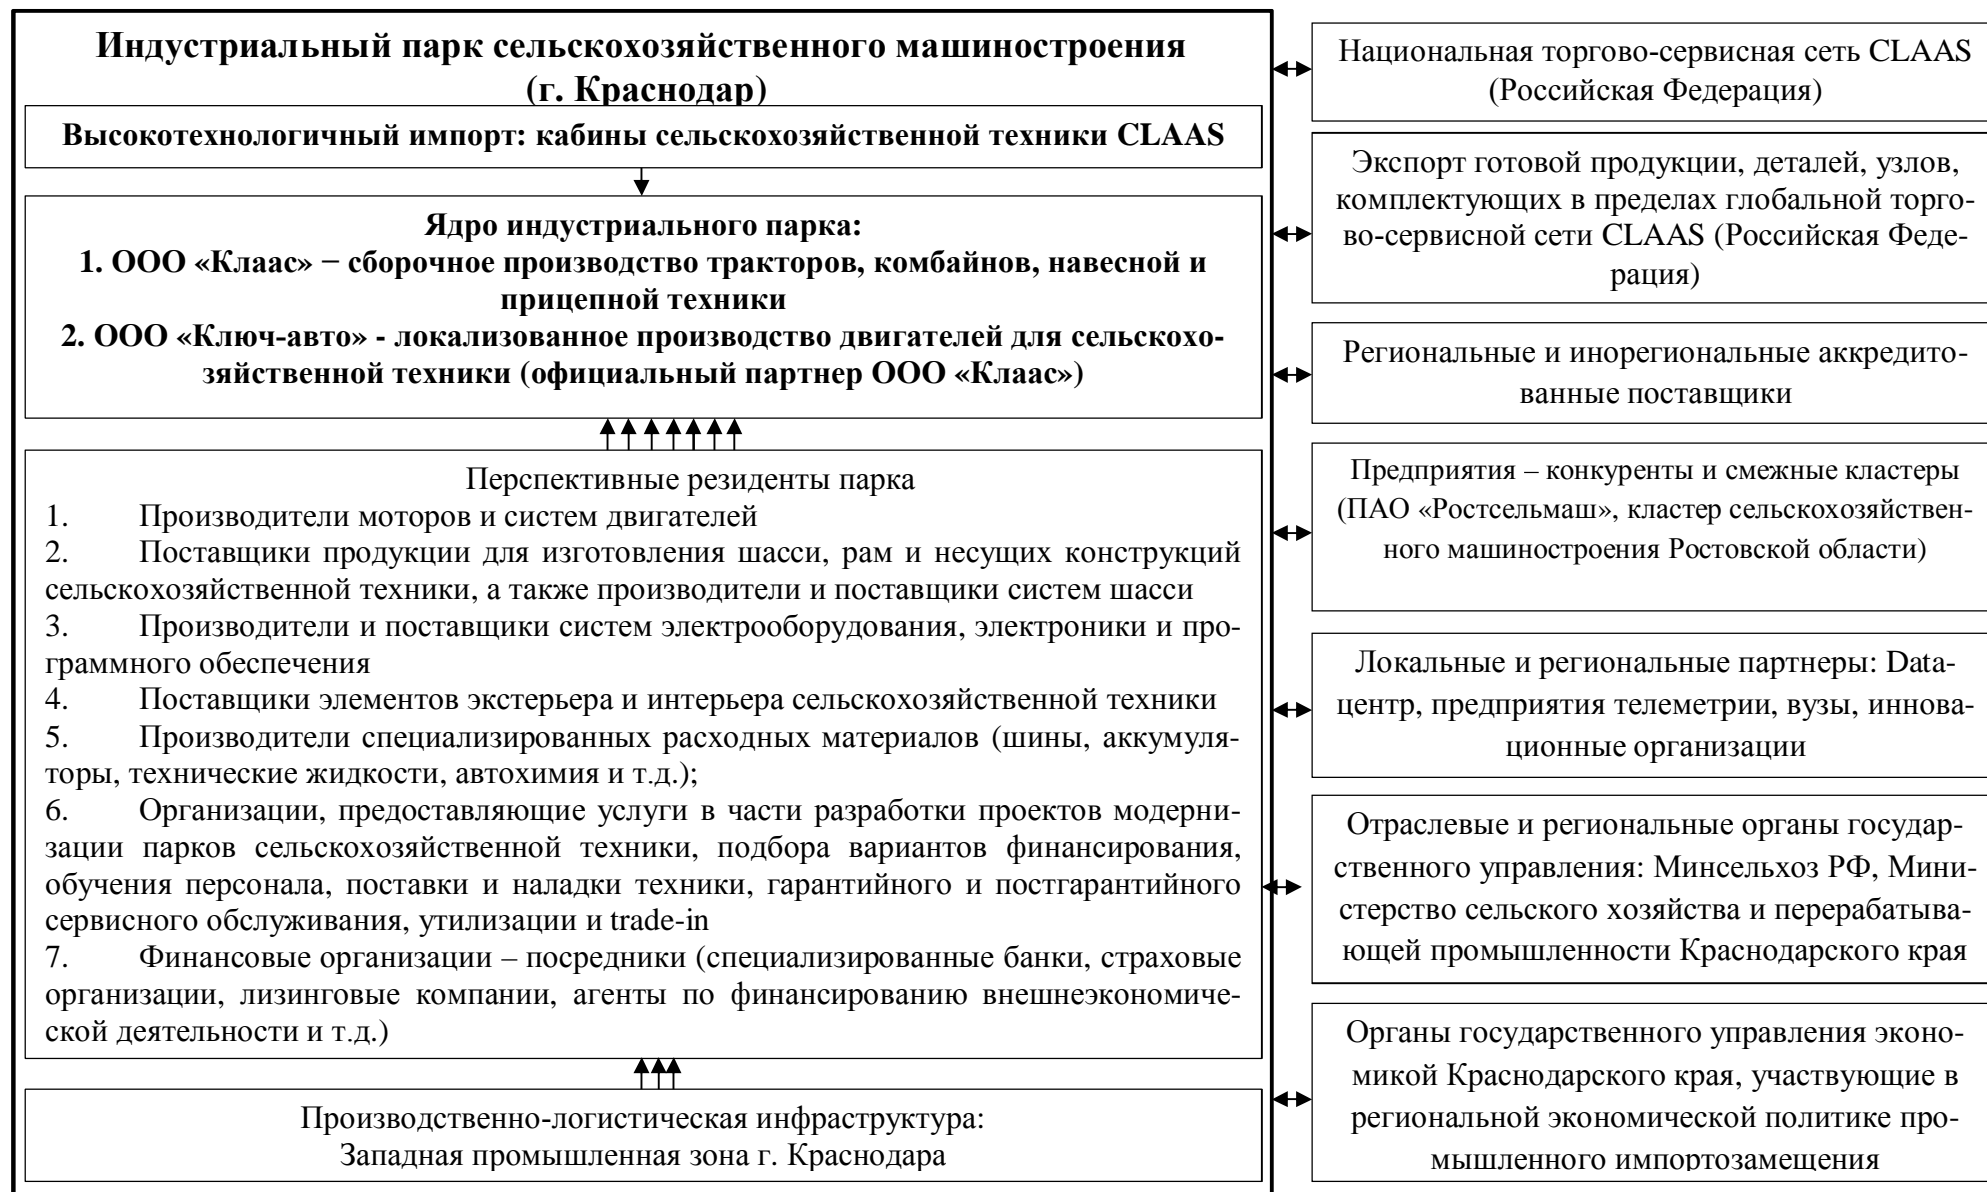 Индустриальный парк сельскохозяйственного машиностроения
(г. Краснодар)
Высокотехнологичный импорт: кабины сельскохозяйственной техники CLAAS
Ядро индустриального парка:
1. ООО «Клаас» − сборочное производство тракторов, комбайнов, навесной и
прицепной техники
2. ООО «Ключ-авто» - локализованное производство двигателей для сельскохо-
зяйственной техники (официальный партнер ООО «Клаас»)
Перспективные резиденты парка
1. Производители моторов и систем двигателей
2. Поставщики продукции для изготовления шасси, рам и несущих конструкций
сельскохозяйственной техники, а также производители и поставщики систем шасси
3. Производители и поставщики систем электрооборудования, электроники и про-
граммного обеспечения
4. Поставщики элементов экстерьера и интерьера сельскохозяйственной техники
5. Производители специализированных расходных материалов (шины, аккумуля-
торы, технические жидкости, автохимия и т.д.);
6. Организации, предоставляющие услуги в части разработки проектов модерни-
зации парков сельскохозяйственной техники, подбора вариантов финансирования,
обучения персонала, поставки и наладки техники, гарантийного и постгарантийного
сервисного обслуживания, утилизации и trade-in
7. Финансовые организации – посредники (специализированные банки, страховые
организации, лизинговые компании, агенты по финансированию внешнеэкономиче-
ской деятельности и т.д.)
Производственно-логистическая инфраструктура:
Западная промышленная зона г. Краснодара
Национальная торгово-сервисная сеть CLAAS
(Российская Федерация)
Экспорт готовой продукции, деталей, узлов,
комплектующих в пределах глобальной торго-
во-сервисной сети CLAAS (Российская Феде-
рация)
Региональные и инорегиональные аккредито-
ванные поставщики
Предприятия – конкуренты и смежные кластеры
(ПАО «Ростсельмаш», кластер сельскохозяйствен-
ного машиностроения Ростовской области)
Локальные и региональные партнеры: Data-
центр, предприятия телеметрии, вузы, иннова-
ционные организации
Отраслевые и региональные органы государ-
ственного управления: Минсельхоз РФ, Мини-
стерство сельского хозяйства и перерабатыва-
ющей промышленности Краснодарского края
Органы государственного управления эконо-
микой Краснодарского края, участвующие в
региональной экономической политике про-
мышленного импортозамещения